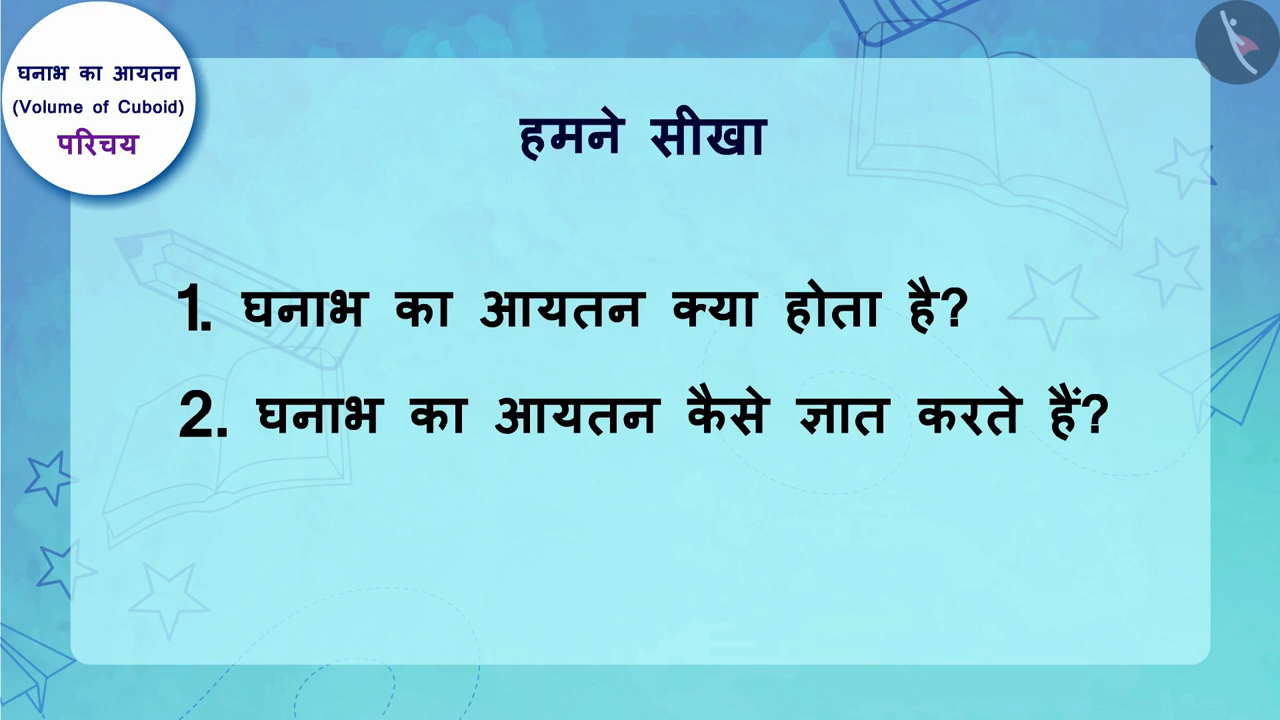 घनाभ का आयतन
(Volume of Cuboid)
परिचय
हमने सीखा
1. घनाभ का आयतन क्या होता है?
2. घनाभ का आयतन कैसे ज्ञात करते हैं?